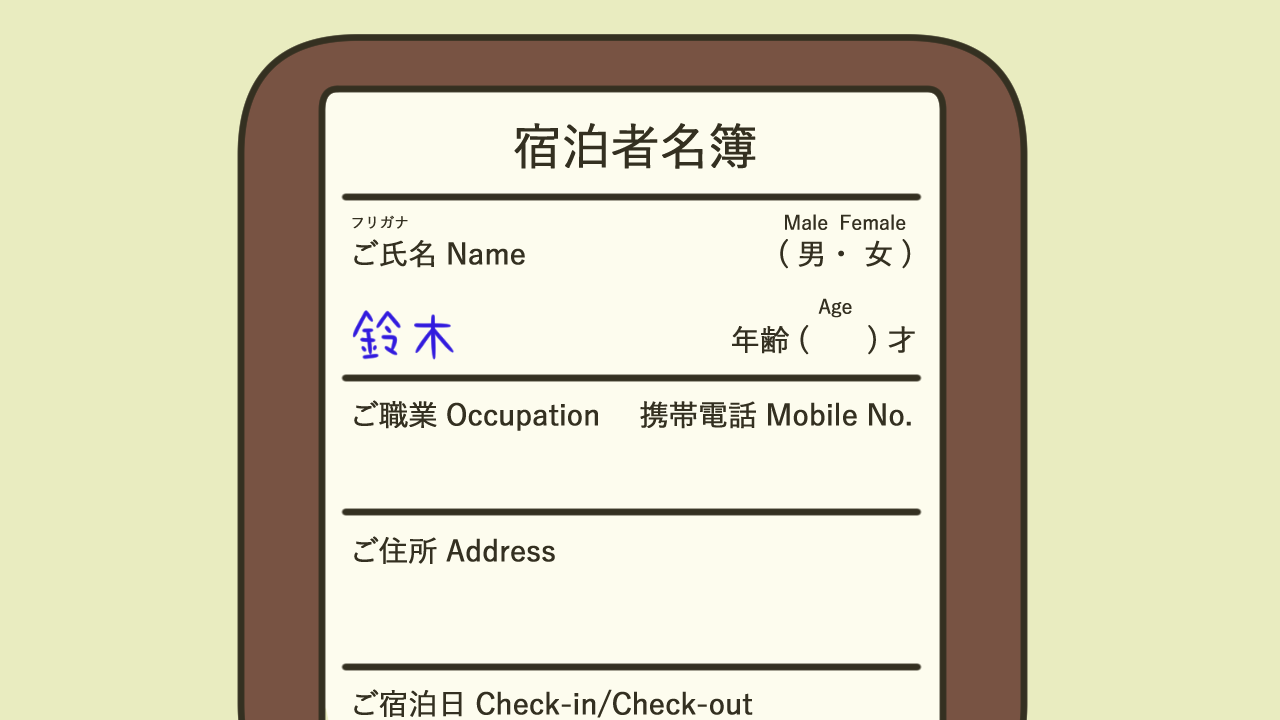 宿泊者名簿
フリガナ
Male Female
ご氏名 Name
( 男・ 女 )
Age
鈴木
年齢 ( ) 才
ご職業 Occupation 携帯電話 Mobile No.
ご住所 Address
ご宿泊日 Check-in/Check-out